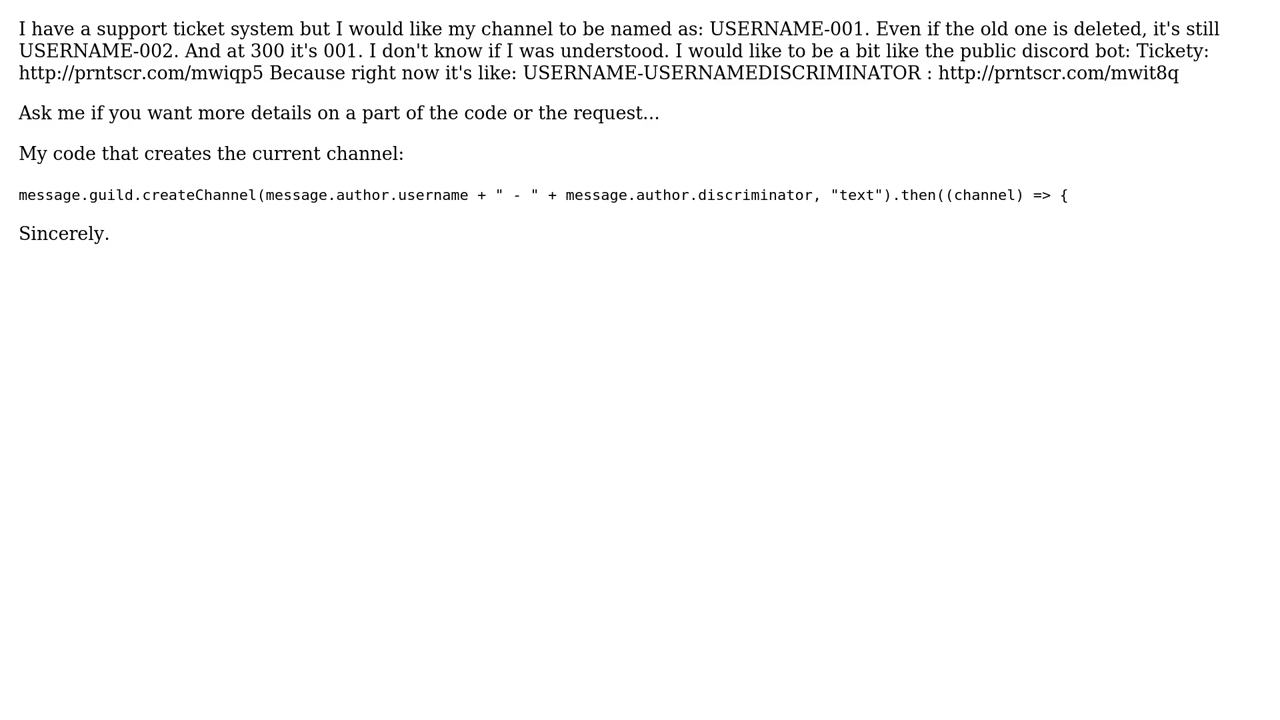 I have a support ticket system but I would like my channel to be named as: USERNAME-001. Even if the old one is deleted, it's still
USERNAME-002. And at 300 it's 001. I don't know if I was understood. I would like to be a bit like the public discord bot: Tickety:
http://prntscr.com/mwiqp5 Because right now it's like: USERNAME-USERNAMEDISCRIMINATOR : http://prntscr.com/mwit8q
Ask me if you want more details on a part of the code or the request...
My code that creates the current channel:
message.guild.createChannel(message.author.username + " - " + message.author.discriminator, "text").then((channel) => {
Sincerely.